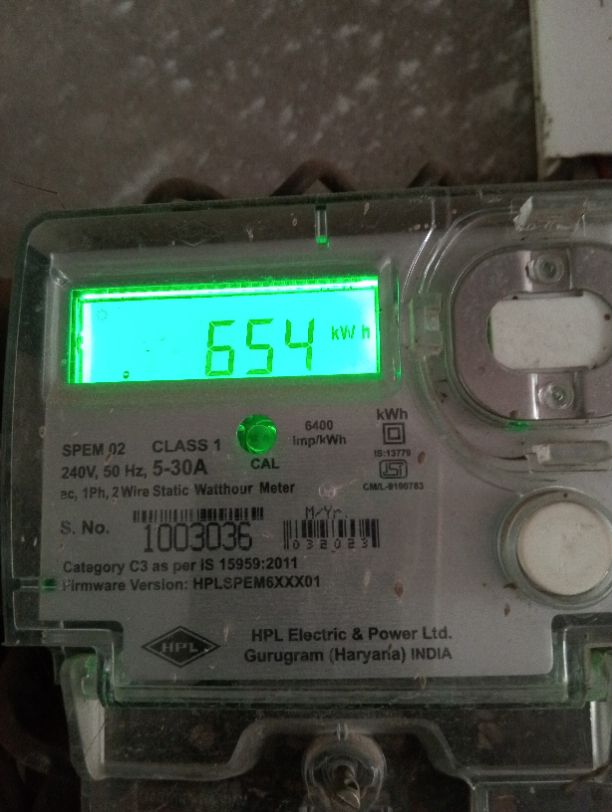 654 kWh
SPEM 02 CLASS 1
6400
imp/kWh
kWh
240V, 50 Hz, 5-30A
CAL
IS:13779
ac, 1Ph, 2 Wire Static Watthour Meter
CM/L-9100783
S. No. 1003036
M/Yr.
032023
Category C3 as per IS 15959:2011
Firmware Version: HPLSPEM6XXX01
HPL
HPL Electric & Power Ltd.
Gurugram (Haryana) INDIA